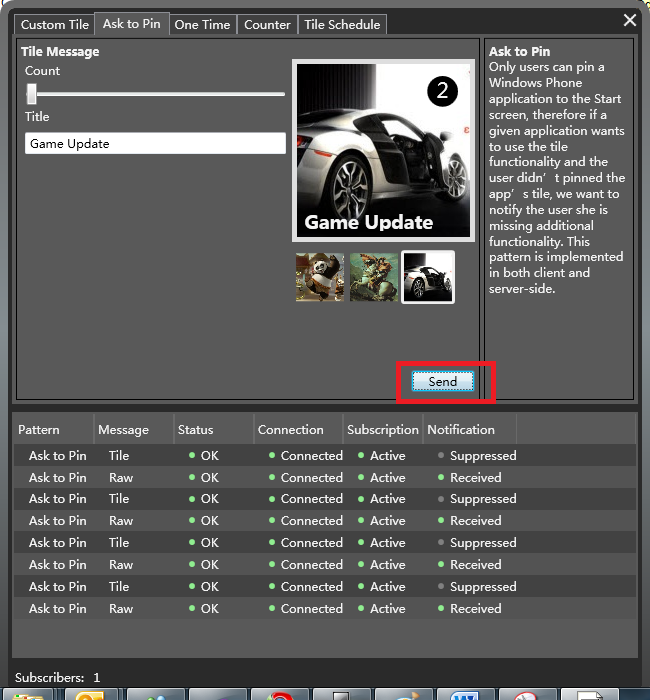 Custom Tile Ask to Pin One Time Counter Tile Schedule
Tile Message
Count
Title
Game Update
2
Game Update
Send
Ask to Pin
Only users can pin a
Windows Phone
application to the Start
screen, therefore if a
given application wants
to use the tile
functionality and the
user didn’t pinned the
app’s tile, we want to
notify the user she is
missing additional
functionality. This
pattern is implemented
in both client and
server-side.
Pattern Message Status Connection Subscription Notification
Ask to Pin Tile OK Connected Active Suppressed
Ask to Pin Raw OK Connected Active Received
Ask to Pin Tile OK Connected Active Suppressed
Ask to Pin Raw OK Connected Active Received
Ask to Pin Tile OK Connected Active Suppressed
Ask to Pin Raw OK Connected Active Received
Ask to Pin Tile OK Connected Active Suppressed
Ask to Pin Raw OK Connected Active Received
Subscribers: 1